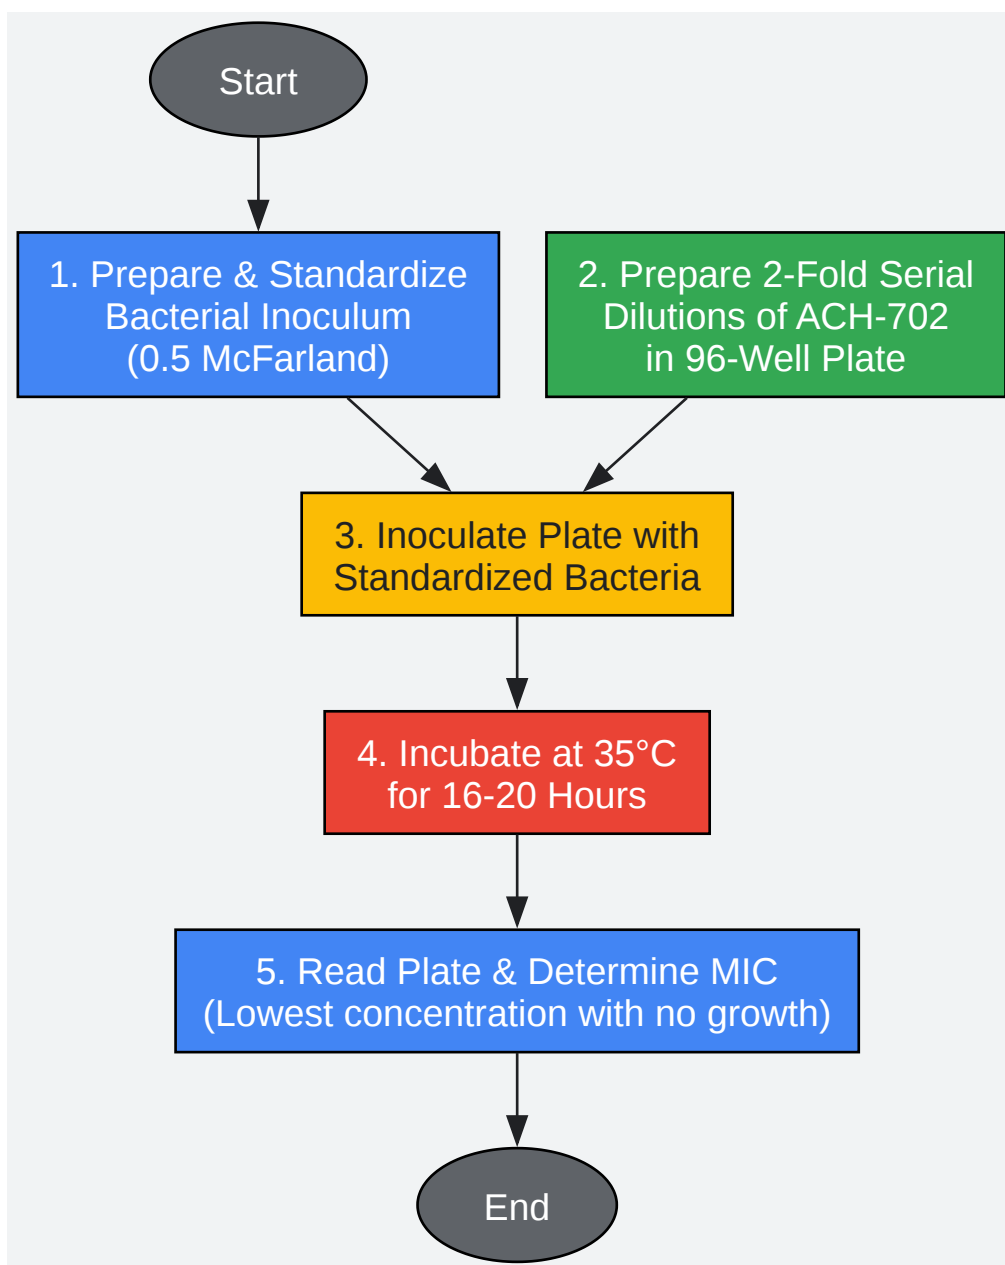 Start
1. Prepare & Standardize
Bacterial Inoculum
(0.5 McFarland)
2. Prepare 2-Fold Serial
Dilutions of ACH-702
in 96-Well Plate
3. Inoculate Plate with
Standardized Bacteria
4. Incubate at 35°C
for 16-20 Hours
5. Read Plate & Determine MIC
(Lowest concentration with no growth)
End